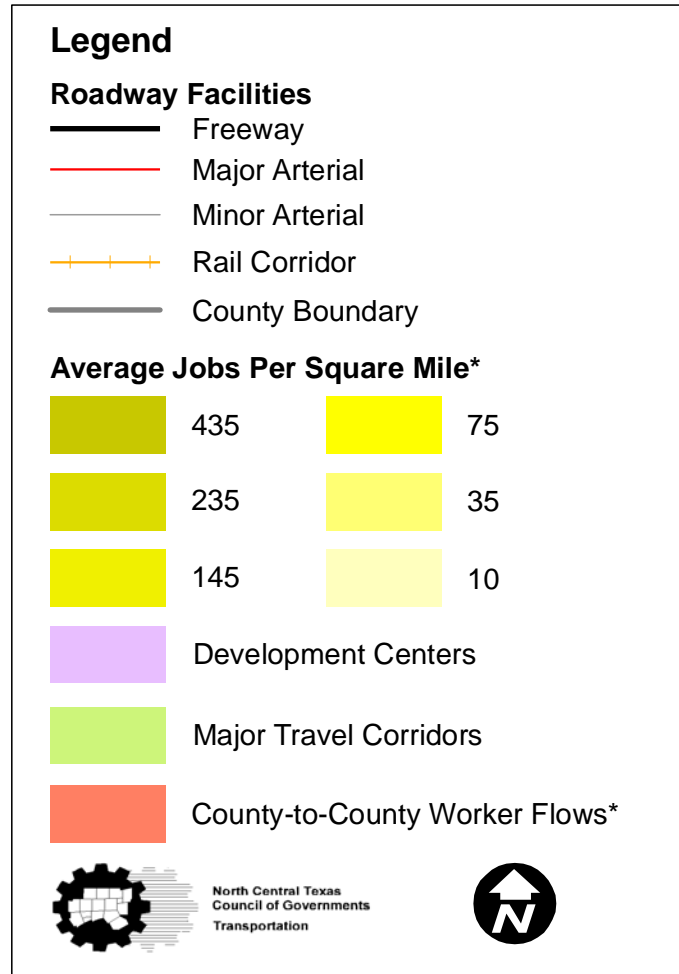 Legend
Roadway Facilities
Freeway
Major Arterial
Minor Arterial
Rail Corridor
County Boundary
Average Jobs Per Square Mile*
435 75
235 35
145 10
Development Centers
Major Travel Corridors
County-to-County Worker Flows*
North Central Texas
Council of Governments
Transportation
N